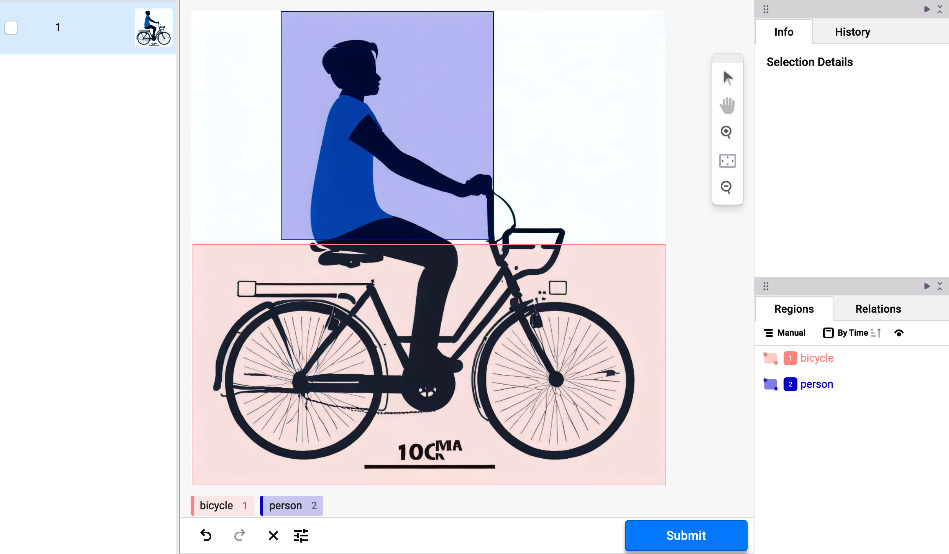 1
Info
History
Selection Details
Regions
Relations
Manual
By Time
1 bicycle
2 person
bicycle 1
person 2
Submit